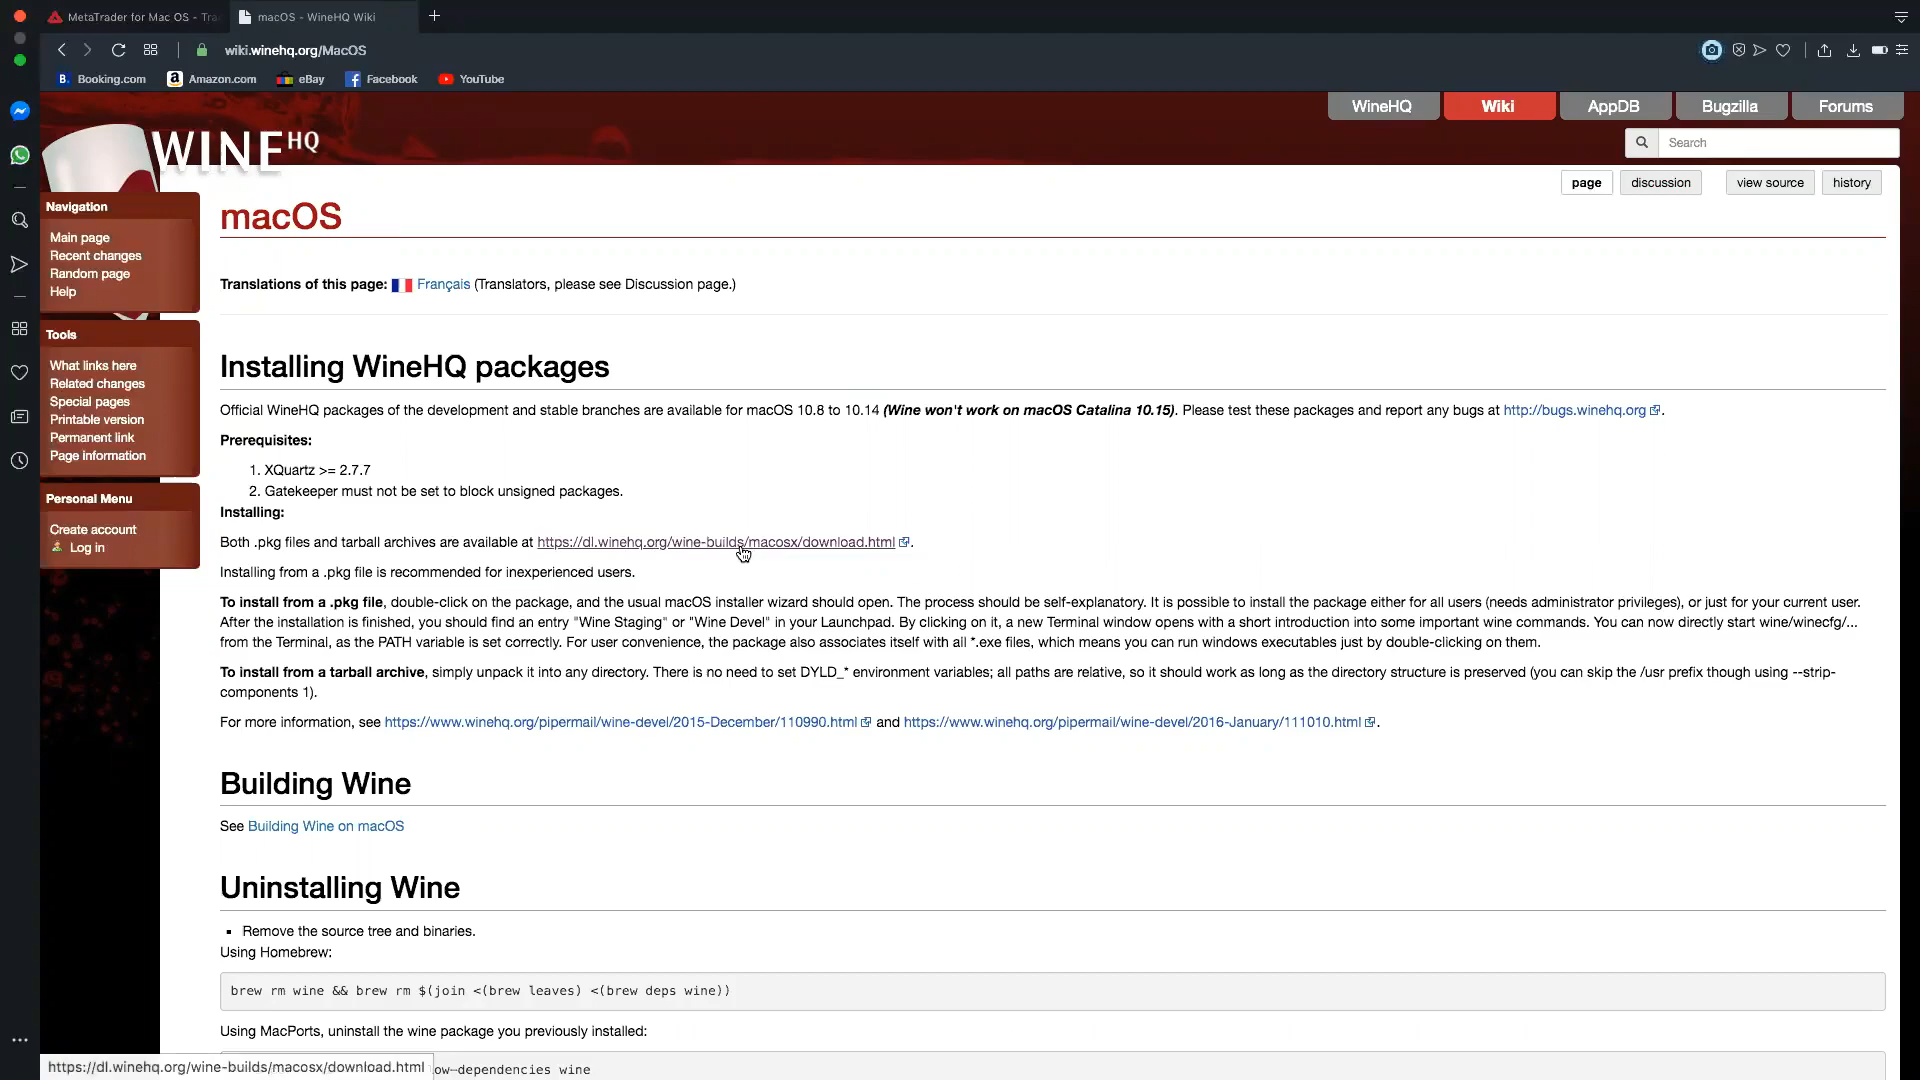 MetaTrader for Mac OS - Tra
macOS - WineHQ Wiki
wiki.winehq.org/MacOS
B. Booking.com
a Amazon.com
eBay
Facebook
YouTube
WineHQ
Wiki
AppDB
Bugzilla
Forums
WINE HQ
Search
page
discussion
view source
history
Navigation
Main page
Recent changes
Random page
Help
Tools
What links here
Related changes
Special pages
Printable version
Permanent link
Page information
Personal Menu
Create account
Log in
macOS
Translations of this page: Français (Translators, please see Discussion page.)
Installing WineHQ packages
Official WineHQ packages of the development and stable branches are available for macOS 10.8 to 10.14 (Wine won't work on macOS Catalina 10.15). Please test these packages and report any bugs at http://bugs.winehq.org .
Prerequisites:
1. XQuartz >= 2.7.7
2. Gatekeeper must not be set to block unsigned packages.
Installing:
Both .pkg files and tarball archives are available at https://dl.winehq.org/wine-builds/macosx/download.html .
Installing from a .pkg file is recommended for inexperienced users.
To install from a .pkg file, double-click on the package, and the usual macOS installer wizard should open. The process should be self-explanatory. It is possible to install the package either for all users (needs administrator privileges), or just for your current user.
After the installation is finished, you should find an entry "Wine Staging" or "Wine Devel" in your Launchpad. By clicking on it, a new Terminal window opens with a short introduction into some important wine commands. You can now directly start wine/winecfg/...
from the Terminal, as the PATH variable is set correctly. For user convenience, the package also associates itself with all *.exe files, which means you can run windows executables just by double-clicking on them.
To install from a tarball archive, simply unpack it into any directory. There is no need to set DYLD_* environment variables; all paths are relative, so it should work as long as the directory structure is preserved (you can skip the /usr prefix though using --strip-
components 1).
For more information, see https://www.winehq.org/pipermail/wine-devel/2015-December/110990.html and https://www.winehq.org/pipermail/wine-devel/2016-January/111010.html .
Building Wine
See Building Wine on macOS
Uninstalling Wine
▪ Remove the source tree and binaries.
Using Homebrew:
brew rm wine && brew rm $(join <(brew leaves) <(brew deps wine))
Using MacPorts, uninstall the wine package you previously installed:
ow-dependencies wine
https://dl.winehq.org/wine-builds/macosx/download.html